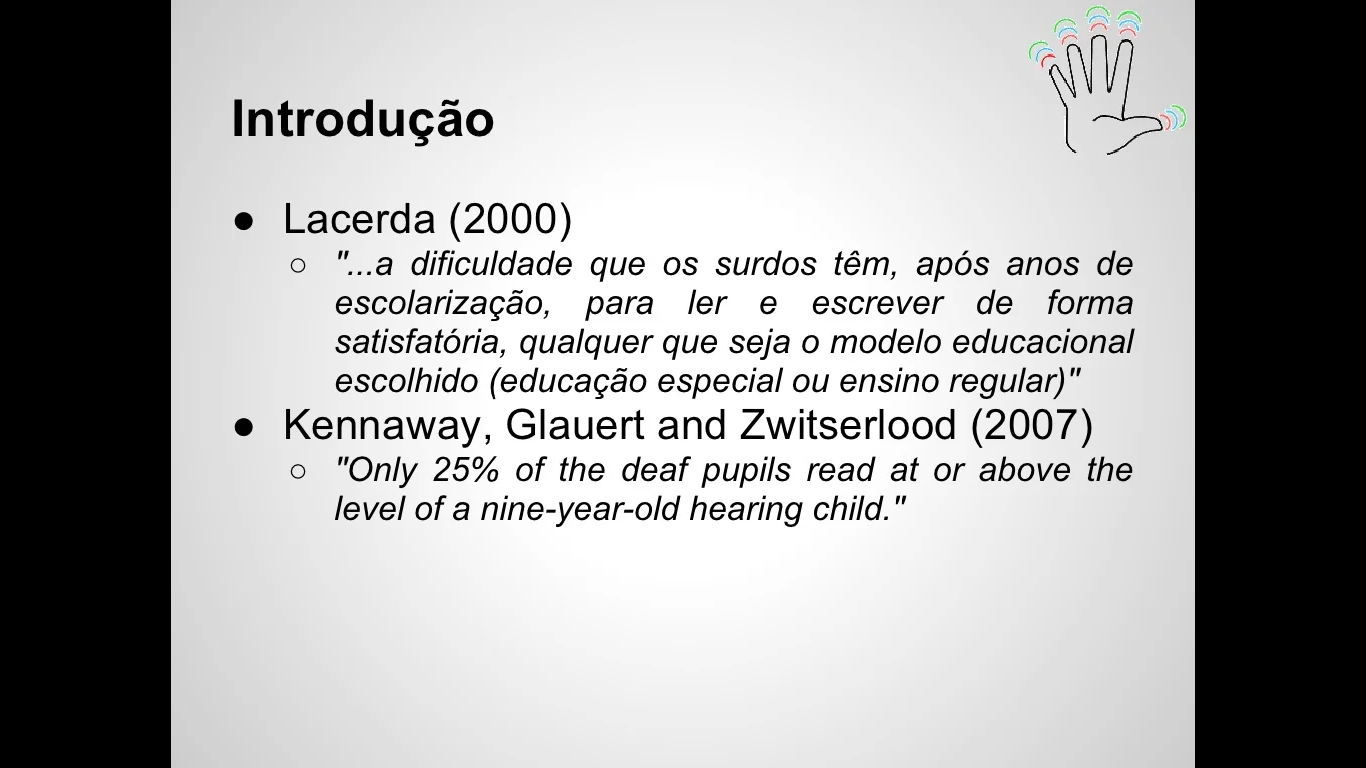 Introdução
● Lacerda (2000)
○ "...a dificuldade que os surdos têm, após anos de
escolarização, para ler e escrever de forma
satisfatória, qualquer que seja o modelo educacional
escolhido (educação especial ou ensino regular)"
● Kennaway, Glauert and Zwitserlood (2007)
○ "Only 25% of the deaf pupils read at or above the
level of a nine-year-old hearing child."